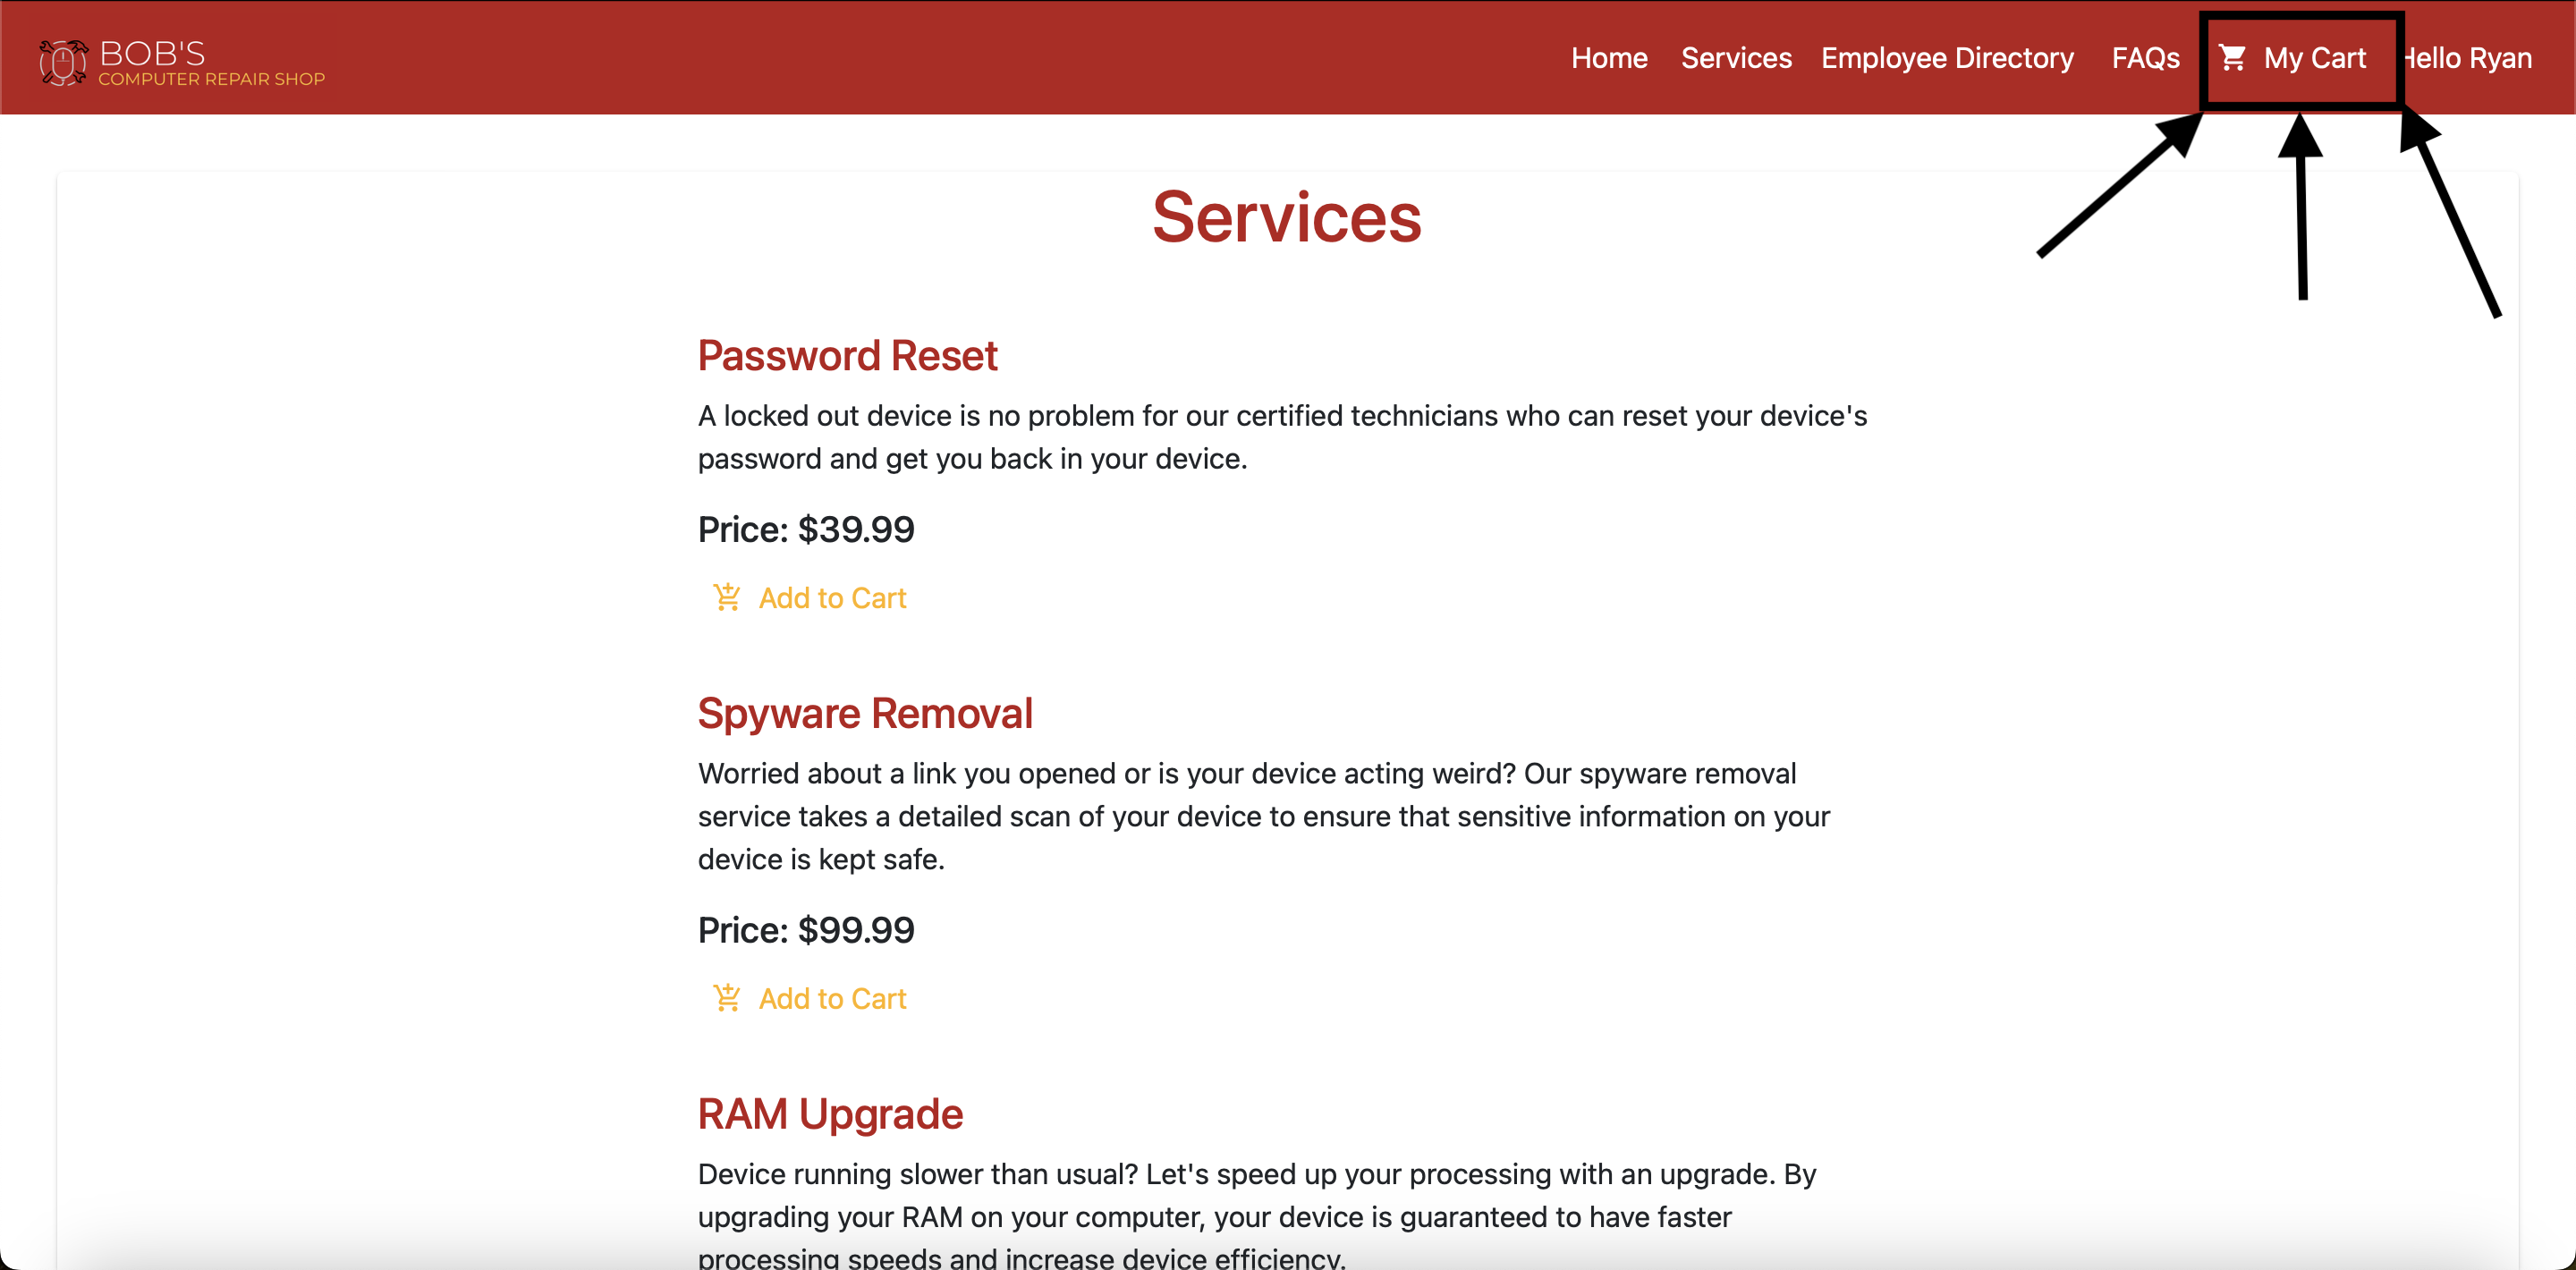 BOB'S
COMPUTER REPAIR SHOP
Home Services Employee Directory FAQs My Cart Hello Ryan
Services
Password Reset
A locked out device is no problem for our certified technicians who can reset your device's
password and get you back in your device.
Price: $39.99
Add to Cart
Spyware Removal
Worried about a link you opened or is your device acting weird? Our spyware removal
service takes a detailed scan of your device to ensure that sensitive information on your
device is kept safe.
Price: $99.99
Add to Cart
RAM Upgrade
Device running slower than usual? Let's speed up your processing with an upgrade. By
upgrading your RAM on your computer, your device is guaranteed to have faster
processing speeds and increase device efficiency.